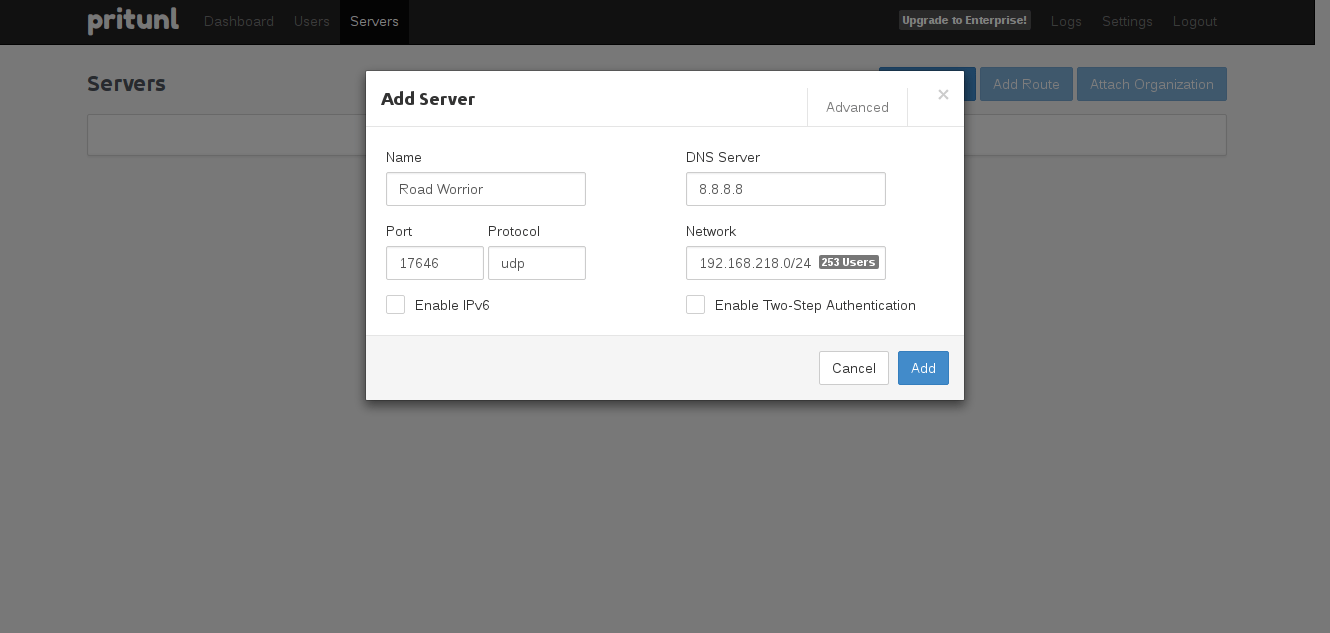 pritunl Dashboard Users Servers Upgrade to Enterprise! Logs Settings Logout
Servers Add Route Attach Organization
Add Server Advanced ×
Name DNS Server
Road Worrior 8.8.8.8
Port Protocol Network
17646 udp 192.168.218.0/24 253 Users
Enable IPv6 Enable Two-Step Authentication
Cancel Add